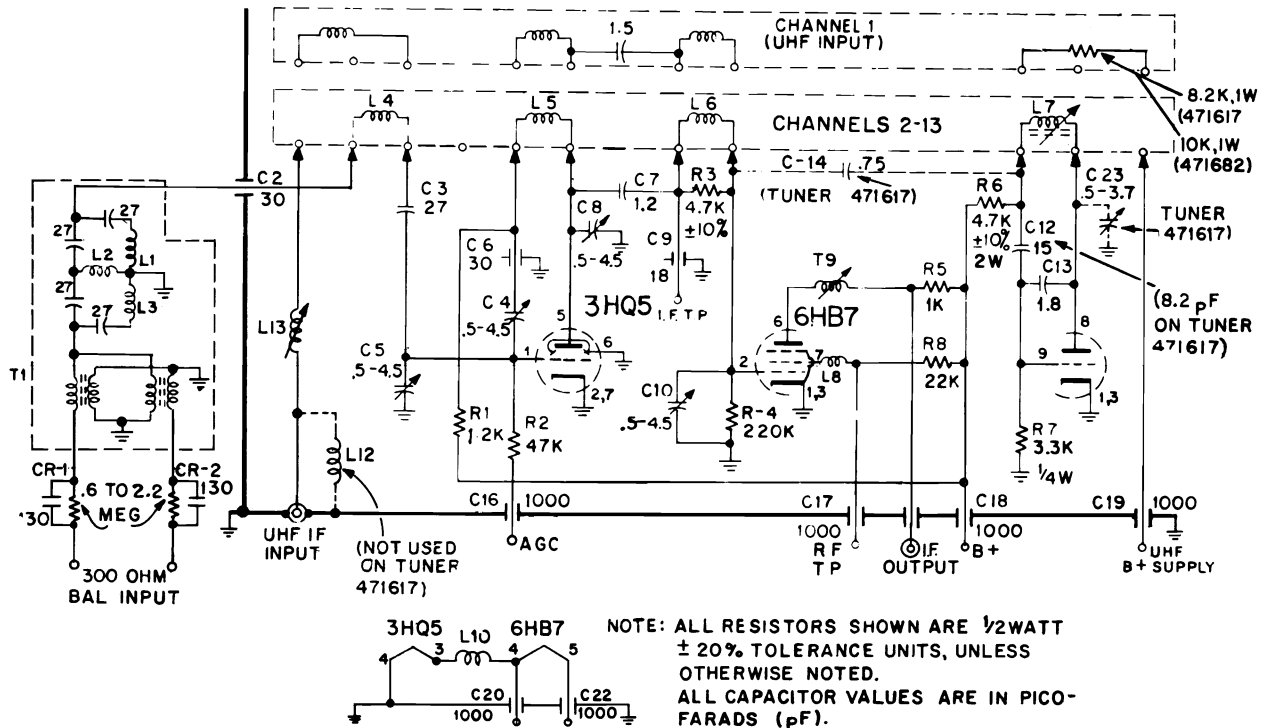 CHANNEL 1
(UHF INPUT)
1.5
8.2K,1W
(471617
10K,1W
(471682)
CHANNELS 2-13
L4
L5
L6
L7
C2
30
C3
27
C6
30
C7
1.2
R3
4.7K
±10%
C-14
.75
(TUNER 471617)
R6
4.7K
±10%
2W
C23
.5-3.7
TUNER
471617)
C12
15
C13
1.8
(8.2 pF
ON TUNER
471617)
27
27
L2
L1
27
L3
27
T1
L13
C8
.5-4.5
C9
18
I.F. T P
C4
.5-4.5
C5
.5-4.5
3HQ5
5
6
1
2,7
T9
6HB7
6
7
2
1,3
L8
R5
1K
R8
22K
8
9
1,3
C10
.5-4.5
R-4
220K
R1
1.2K
R2
47K
R7
3.3K
1/4W
L12
CR-1
CR-2
130
130
.6 TO 2.2
MEG
300 OHM
BAL INPUT
UHF IF
INPUT
(NOT USED
ON TUNER
471617)
C16
1000
AGC
C17
1000
RF
TP
I.F.
OUTPUT
C18
1000
B+
C19
1000
UHF
B+ SUPPLY
3HQ5
L10
6HB7
4
3
4
5
C20
1000
C22
1000
NOTE: ALL RESISTORS SHOWN ARE 1/2WATT
± 20% TOLERANCE UNITS, UNLESS
OTHERWISE NOTED.
ALL CAPACITOR VALUES ARE IN PICO-
FARADS (pF).